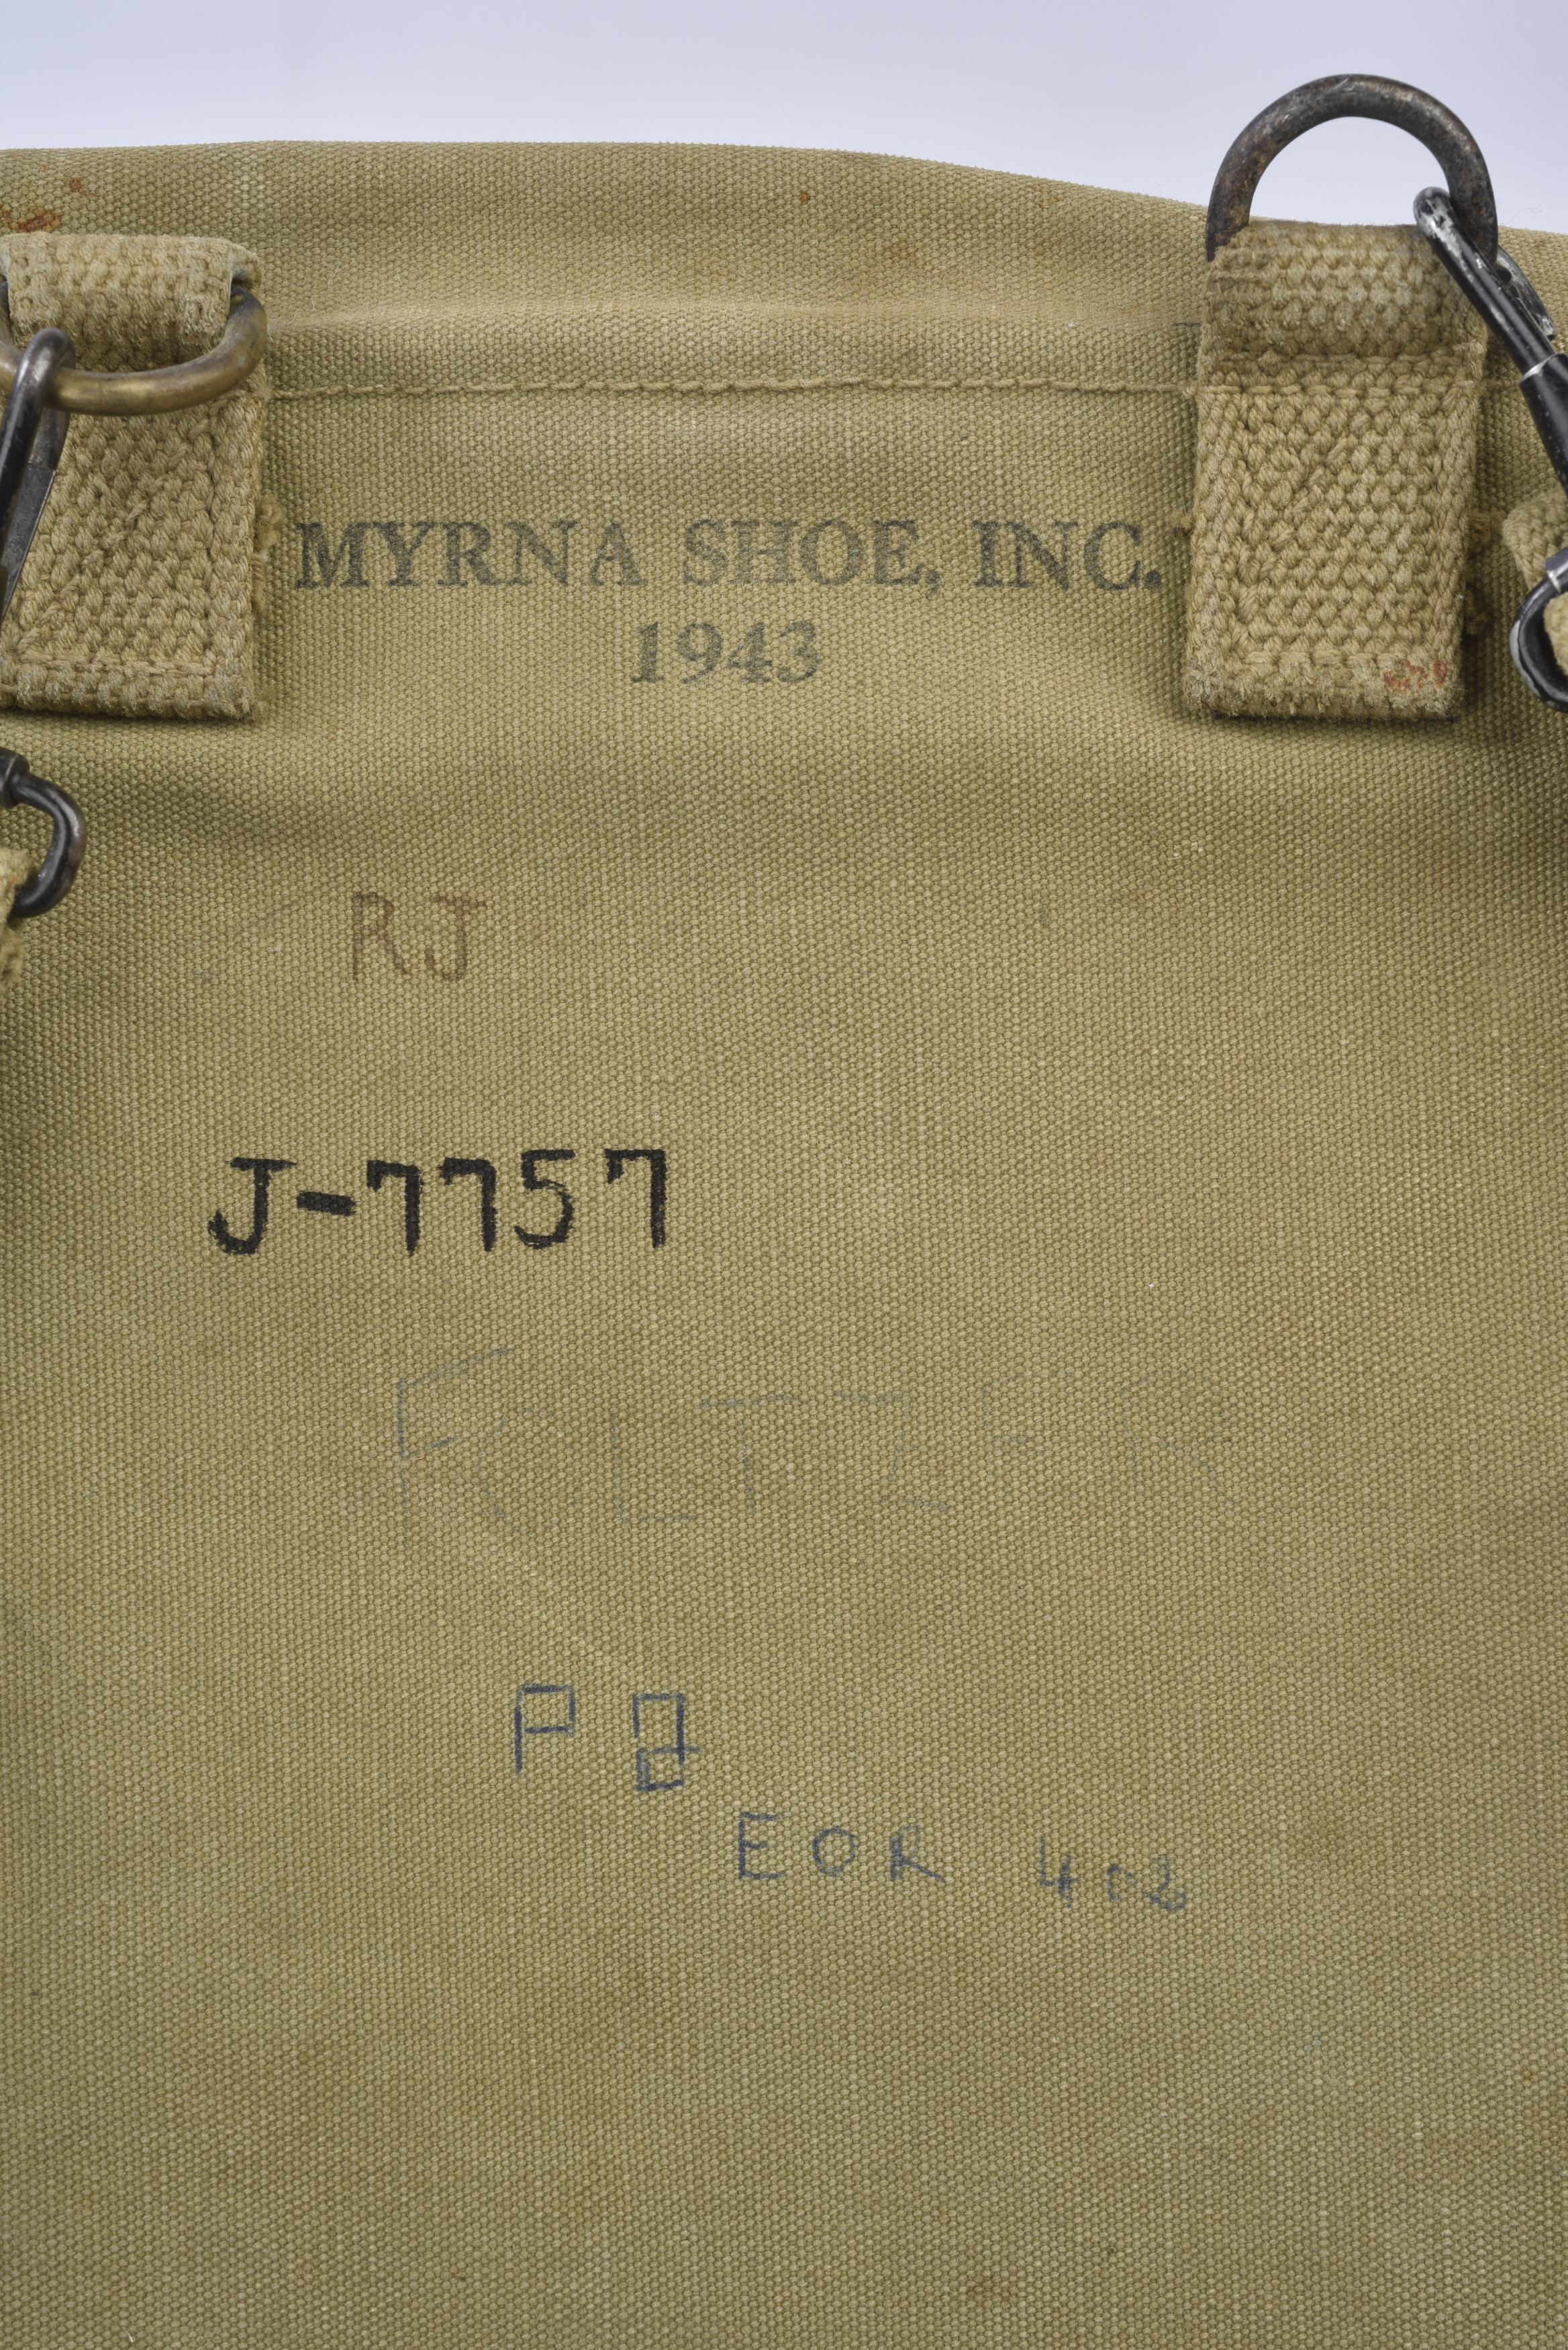 MYRNA SHOE, INC.
1943
RJ
J-7757
P
EOR 402